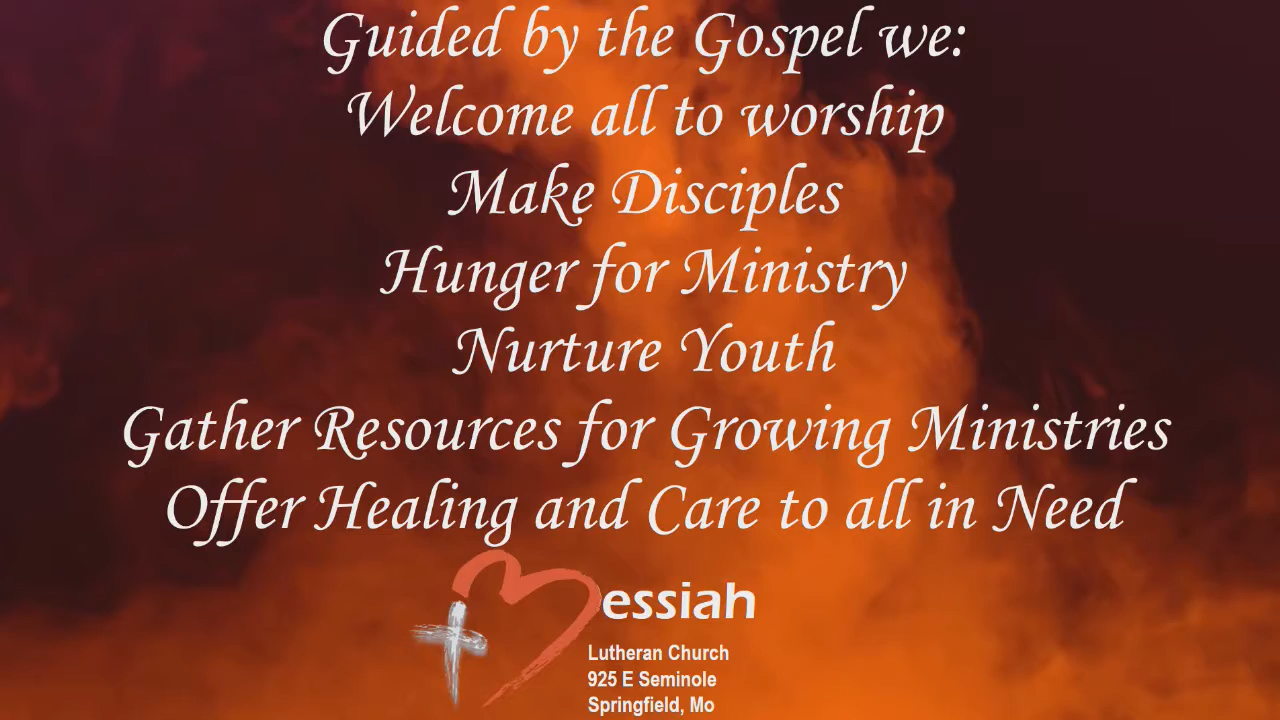 Guided by the Gospel we:
Welcome all to worship
Make Disciples
Hunger for Ministry
Nurture Youth
Gather Resources for Growing Ministries
Offer Healing and Care to all in Need
Messiah
Lutheran Church
925 E Seminole
Springfield, Mo